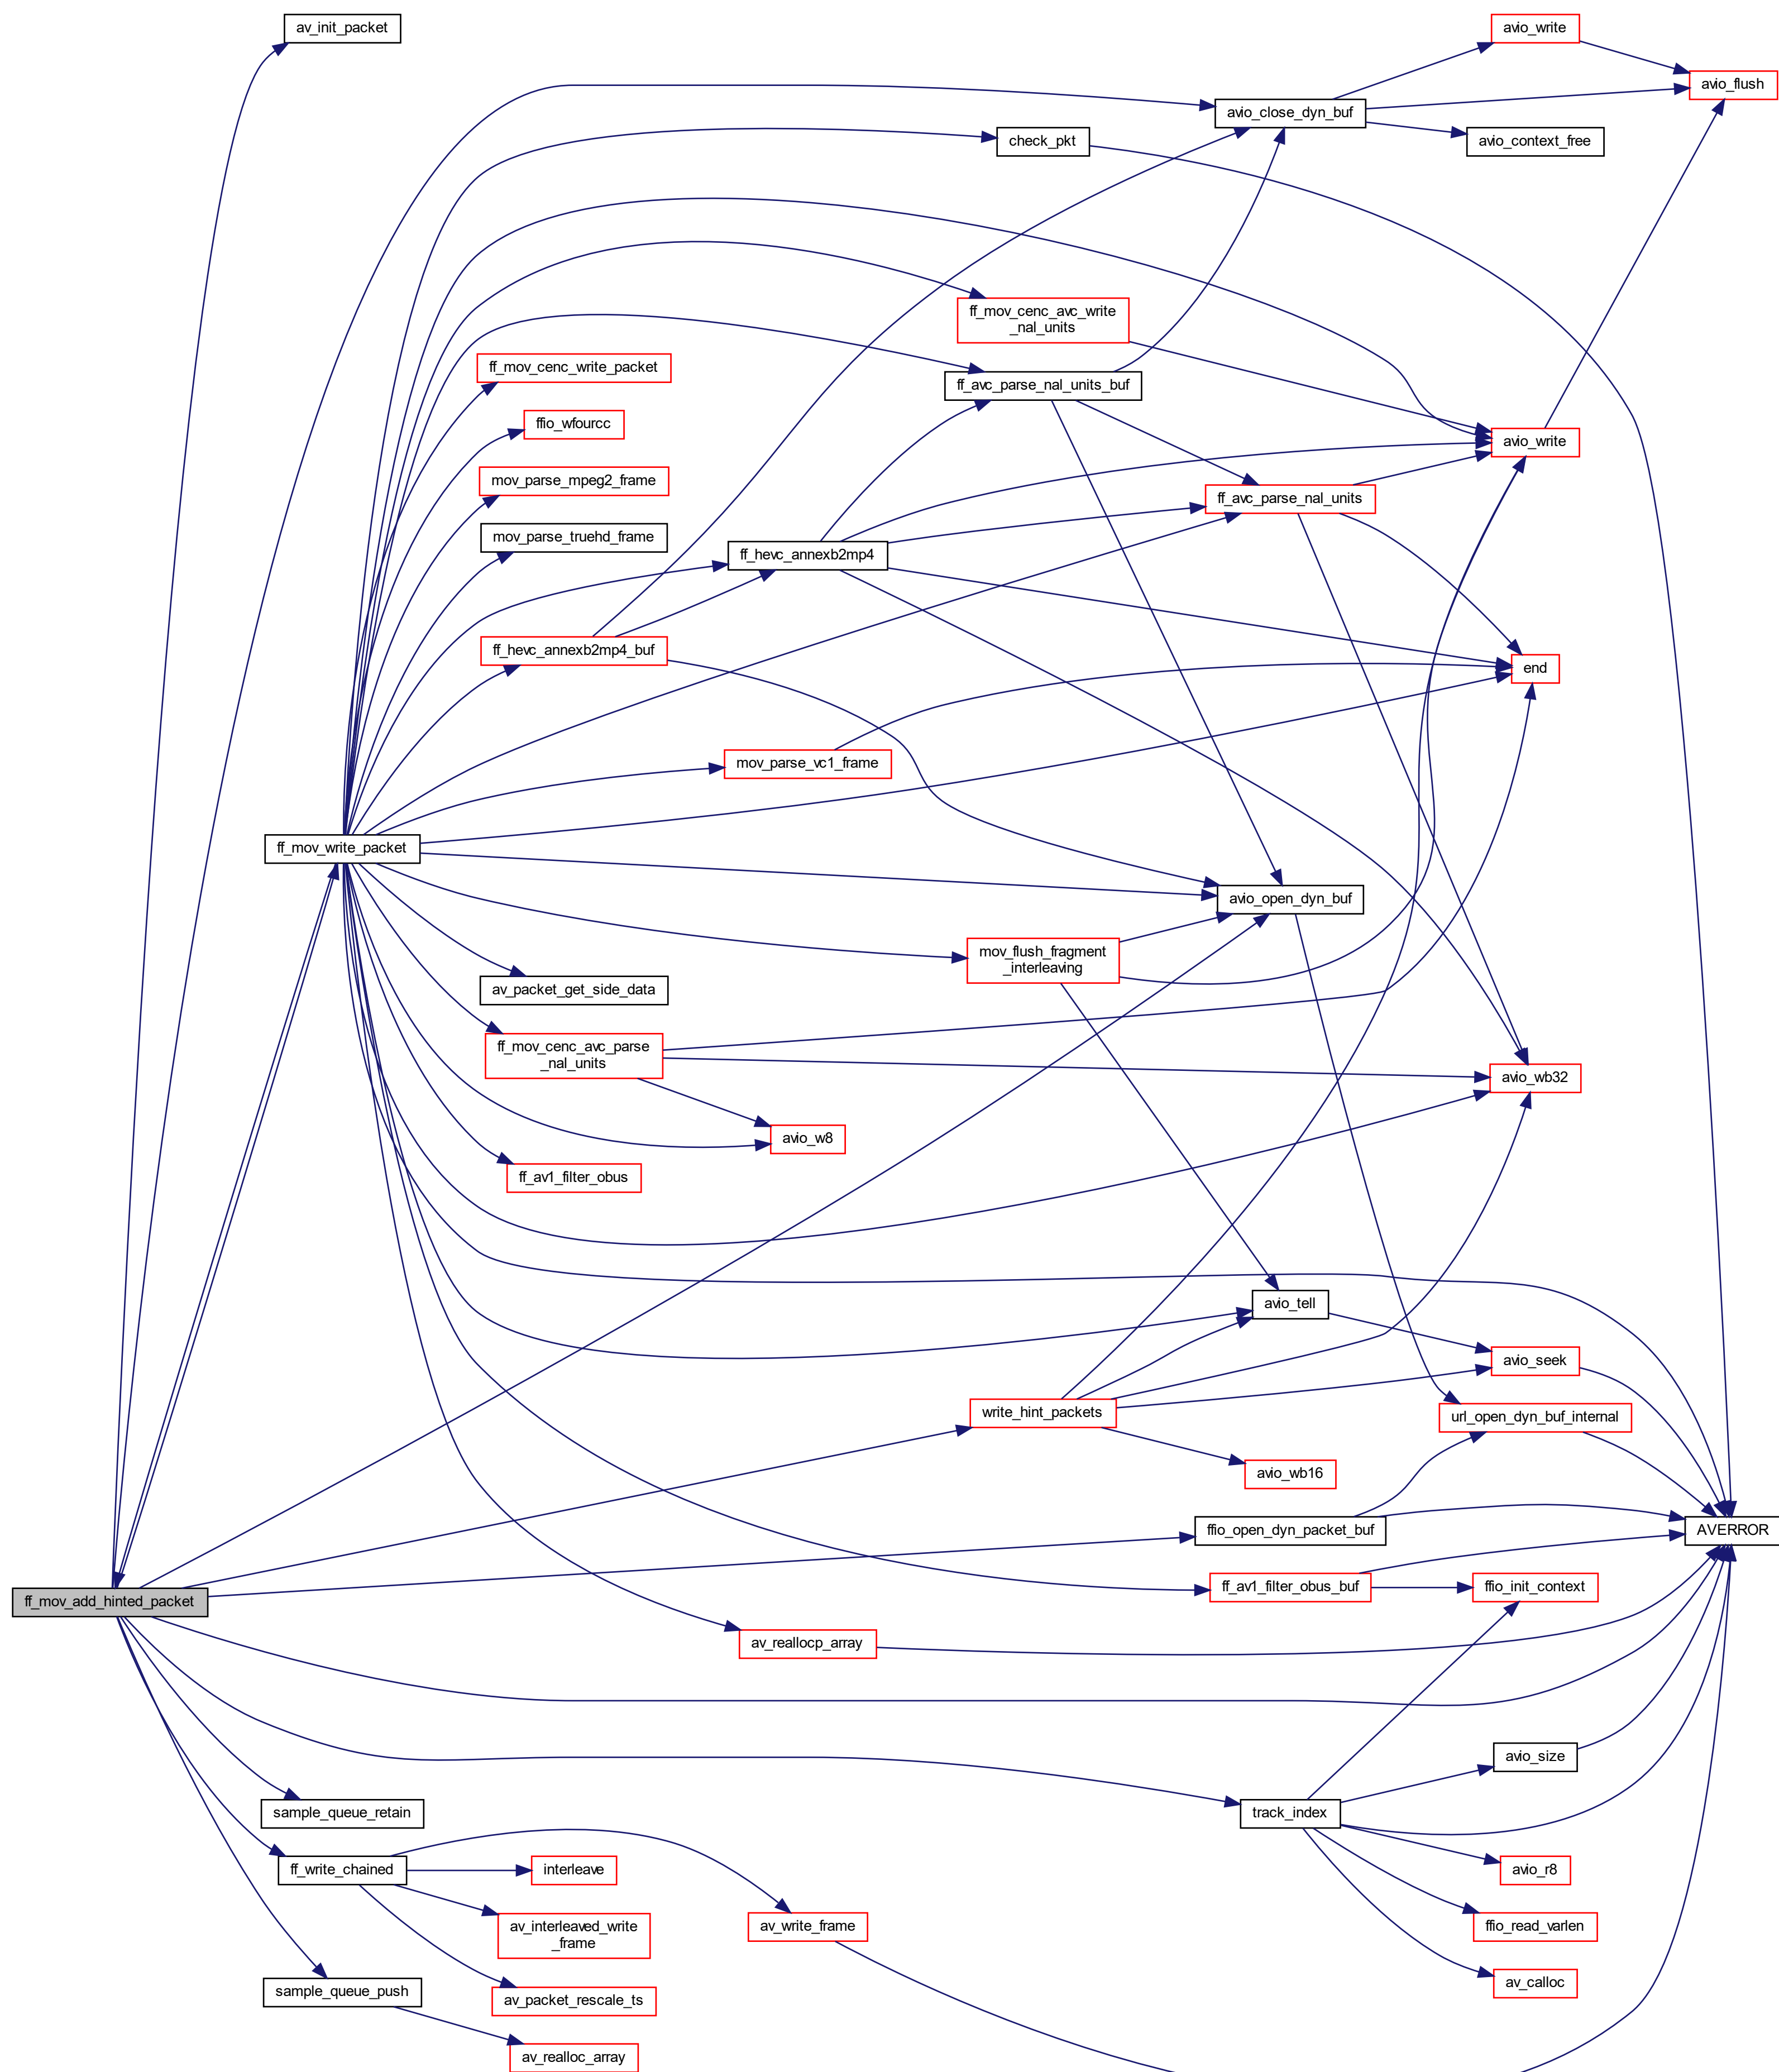 av_init_packet
avio_write
avio_flush
avio_close_dyn_buf
avio_context_free
check_pkt
ff_mov_cenc_avc_write
_nal_units
ff_mov_cenc_write_packet
ff_avc_parse_nal_units_buf
ffio_wfourcc
avio_write
mov_parse_mpeg2_frame
ff_avc_parse_nal_units
mov_parse_truehd_frame
ff_hevc_annexb2mp4
ff_hevc_annexb2mp4_buf
end
mov_parse_vc1_frame
ff_mov_write_packet
avio_open_dyn_buf
mov_flush_fragment
_interleaving
av_packet_get_side_data
ff_mov_cenc_avc_parse
_nal_units
avio_wb32
avio_w8
ff_av1_filter_obus
avio_tell
avio_seek
write_hint_packets
url_open_dyn_buf_internal
avio_wb16
ffio_open_dyn_packet_buf
AVERROR
ff_av1_filter_obus_buf
ffio_init_context
ff_mov_add_hinted_packet
av_reallocp_array
avio_size
sample_queue_retain
track_index
ff_write_chained
interleave
avio_r8
av_interleaved_write
_frame
av_write_frame
ffio_read_varlen
av_calloc
sample_queue_push
av_packet_rescale_ts
av_realloc_array